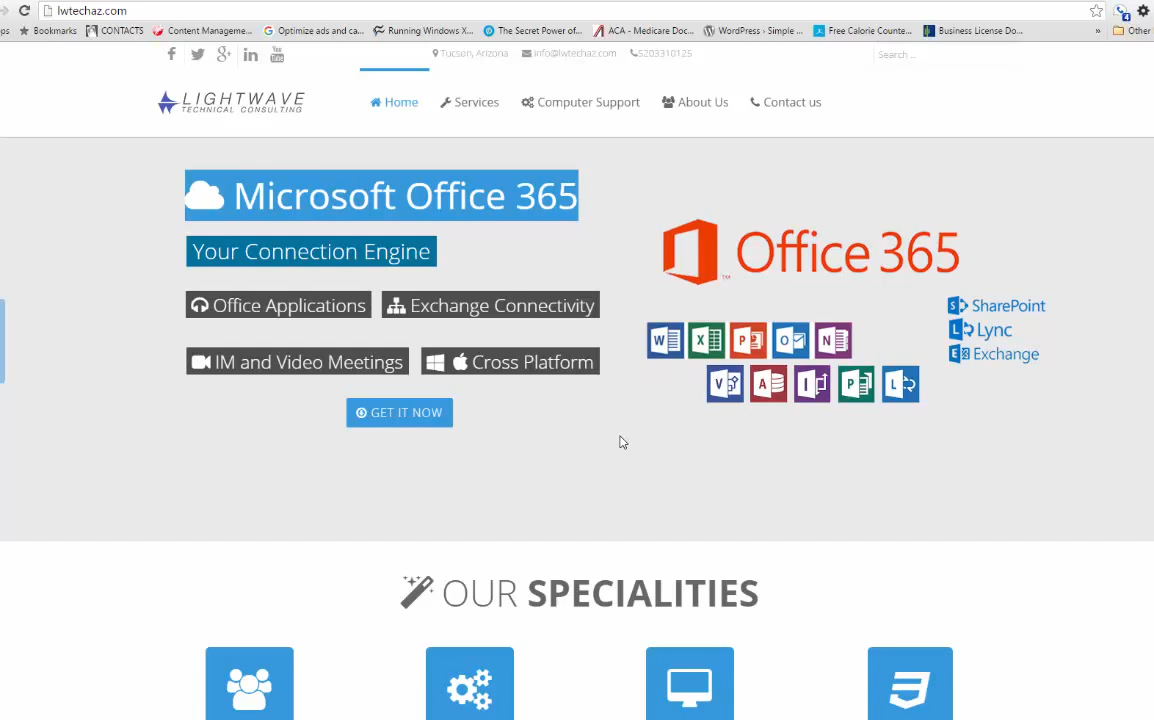 lwtechaz.com
ps Bookmarks CONTACTS Content Manageme... Optimize ads and ca... Running Windows X... The Secret Power of... ACA - Medicare Doc... WordPress › Simple ... Free Calorie Counte... Business License Do... » Other
Tucson, Arizona info@lwtechaz.com 5203310125 Search ...
LIGHTWAVE
TECHNICAL CONSULTING
Home Services Computer Support About Us Contact us
Microsoft Office 365
Your Connection Engine
Office Applications Exchange Connectivity
IM and Video Meetings Cross Platform
GET IT NOW
Office 365
SharePoint
Lync
Exchange
OUR SPECIALITIES